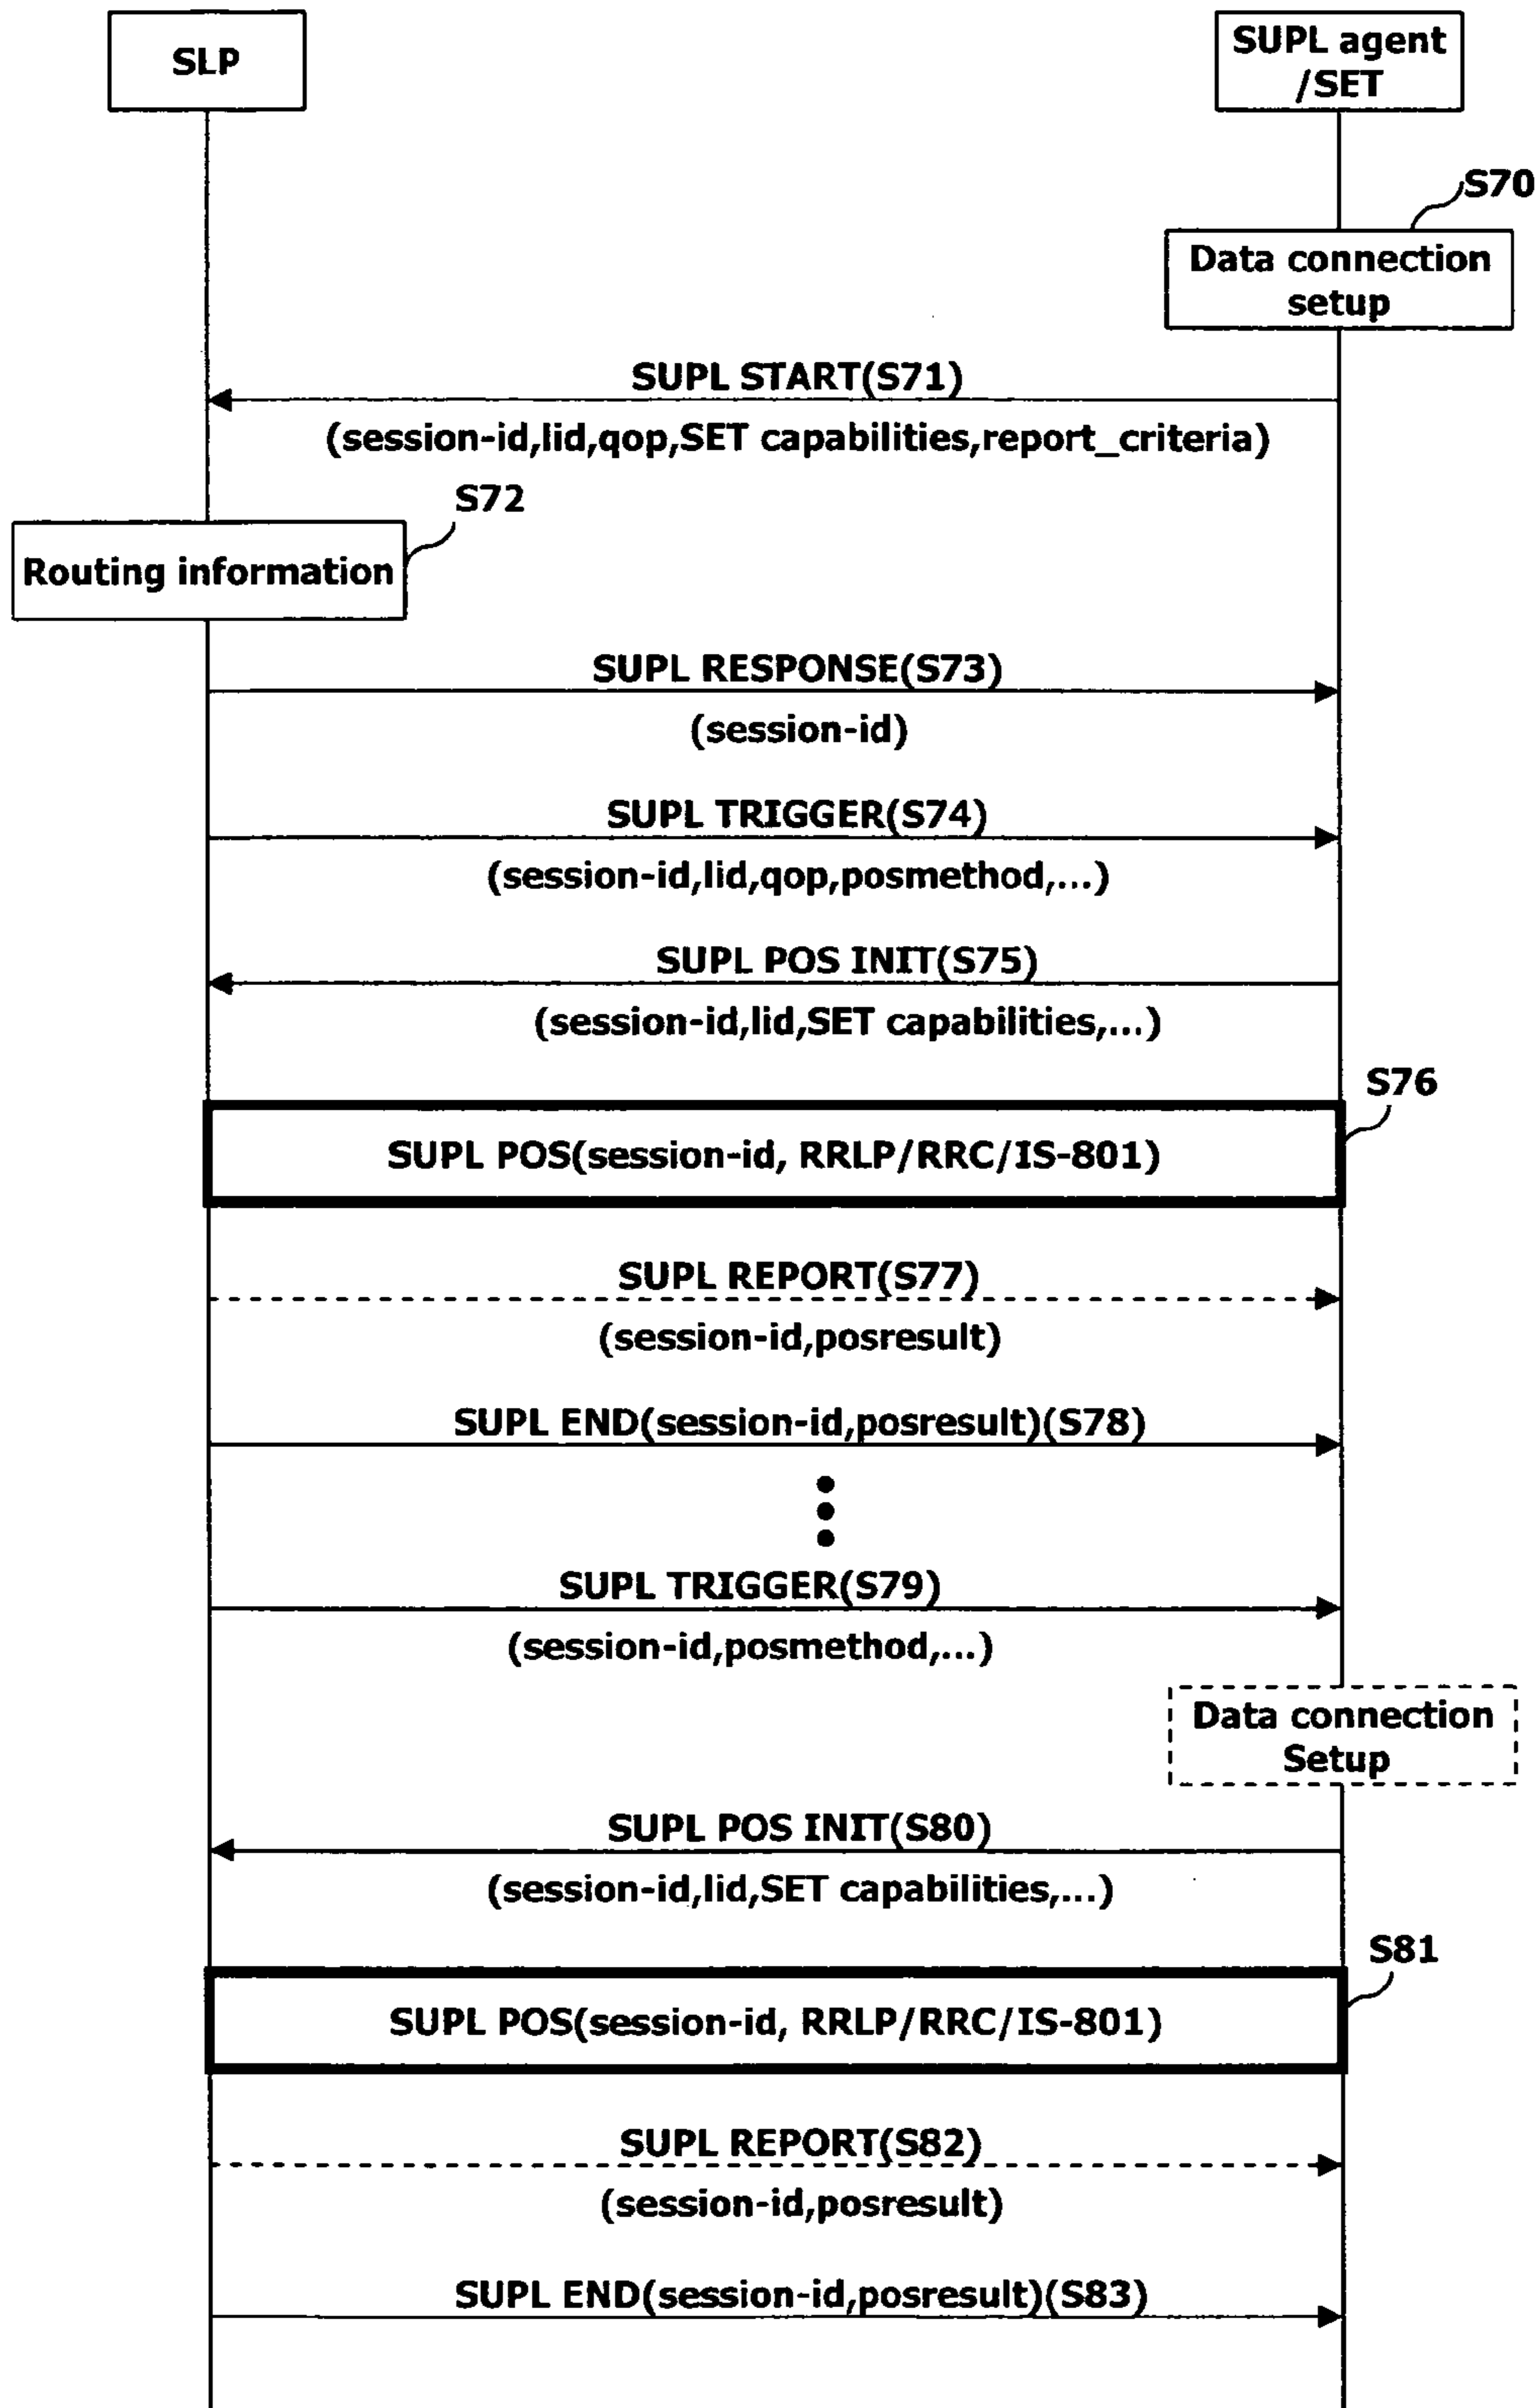 SLP
SUPL agent
/SET
S70
Data connection
setup
SUPL START(S71)
(session-id,lid,qop,SET capabilities,report_criteria)
S72
Routing information
SUPL RESPONSE(S73)
(session-id)
SUPL TRIGGER(S74)
(session-id,lid,qop,posmethod,...)
SUPL POS INIT(S75)
(session-id,lid,SET capabilities,...)
S76
SUPL POS(session-id, RRLP/RRC/IS-801)
SUPL REPORT(S77)
(session-id,posresult)
SUPL END(session-id,posresult)(S78)
SUPL TRIGGER(S79)
(session-id,posmethod,...)
Data connection
Setup
SUPL POS INIT(S80)
(session-id,lid,SET capabilities,...)
S81
SUPL POS(session-id, RRLP/RRC/IS-801)
SUPL REPORT(S82)
(session-id,posresult)
SUPL END(session-id,posresult)(S83)